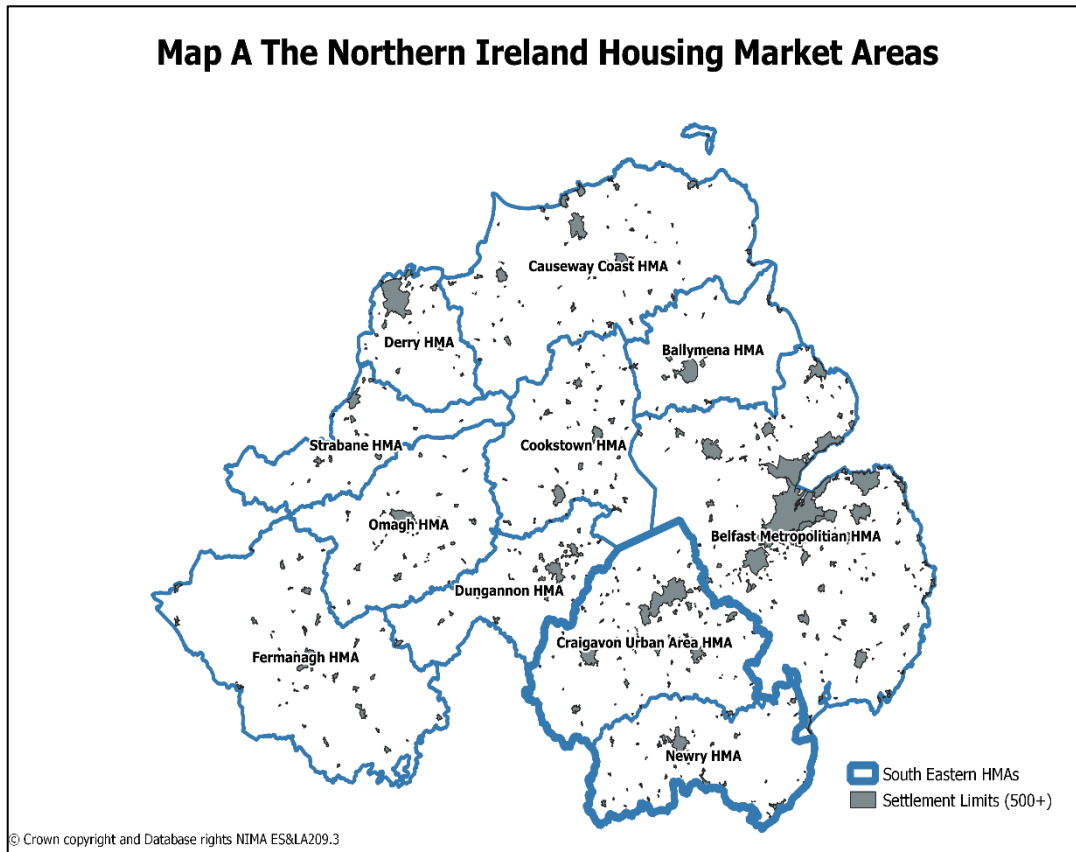 Map A The Northern Ireland Housing Market Areas
Causeway Coast HMA
Derry HMA
Ballymena HMA
Strabane HMA
Cookstown HMA
Omagh HMA
Belfast Metropolitian HMA
Dungannon HMA
Craigavon Urban Area HMA
Fermanagh HMA
Newry HMA
South Eastern HMAs
Settlement Limits (500+)
© Crown copyright and Database rights NIMA ES&LA209.3